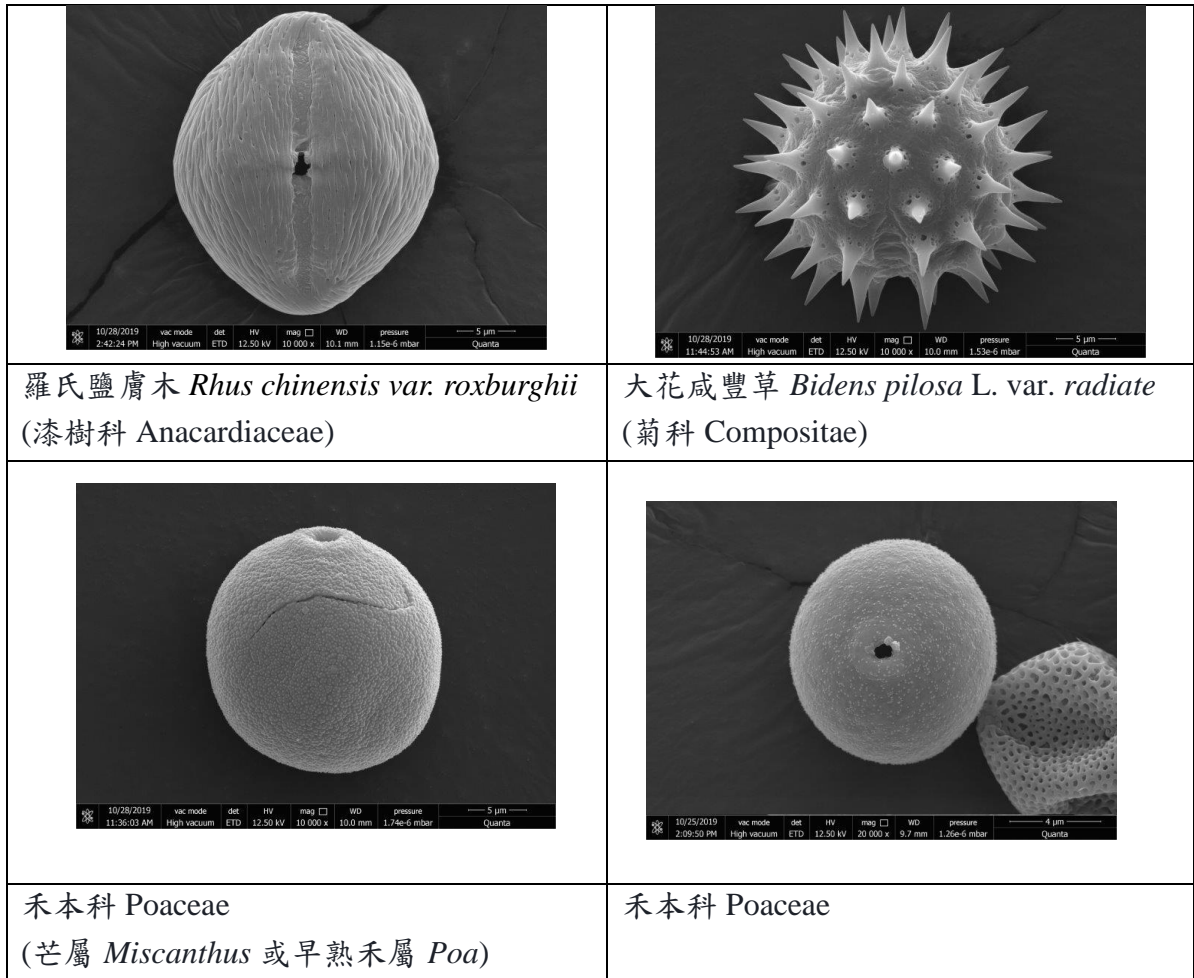 10/28/2019 vac mode det HV mag □ WD pressure 5 µm
2:42:24 PM High vacuum ETD 12.50 kV 10 000 x 10.1 mm 1.15e-6 mbar Quanta
10/28/2019 vac mode det HV mag □ WD pressure 5 µm
11:44:53 AM High vacuum ETD 12.50 kV 10 000 x 10.0 mm 1.53e-6 mbar Quanta
羅氏鹽膚木 Rhus chinensis var. roxburghii
(漆樹科 Anacardiaceae)
大花咸豐草 Bidens pilosa L. var. radiate
(菊科 Compositae)
10/28/2019 vac mode det HV mag □ WD pressure 5 µm
11:36:03 AM High vacuum ETD 12.50 kV 10 000 x 10.0 mm 1.74e-6 mbar Quanta
10/25/2019 vac mode det HV mag □ WD pressure 4 µm
2:09:50 PM High vacuum ETD 12.50 kV 20 000 x 9.7 mm 1.26e-6 mbar Quanta
禾本科 Poaceae
(芒屬 Miscanthus 或早熟禾屬 Poa)
禾本科 Poaceae